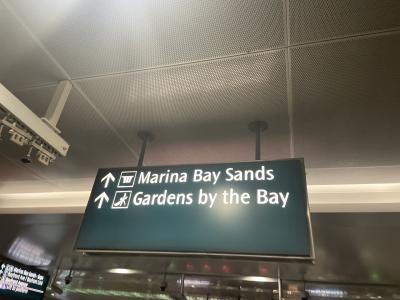 Marina Bay Sands
Gardens by the Bay